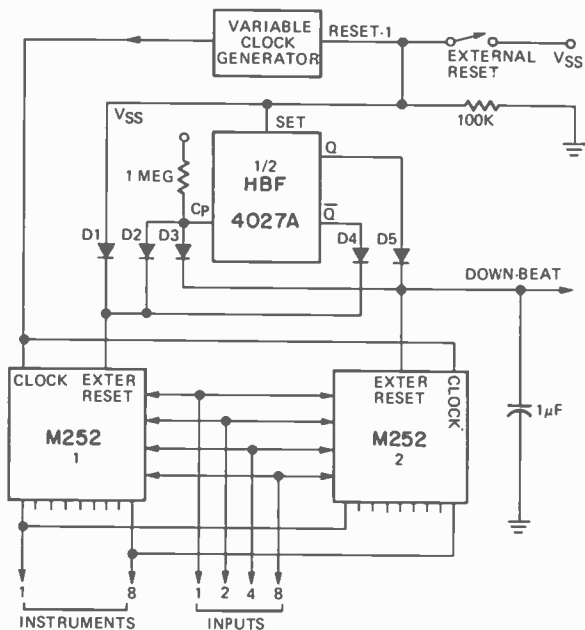 VARIABLE
CLOCK
GENERATOR
RESET-1
EXTERNAL
RESET
VSS
VSS
SET
100K
1 MEG
1/2
HBF
4027A
Q
Q̅
CP
D1
D2
D3
D4
D5
DOWN-BEAT
CLOCK
EXTER
RESET
M252
1
EXTER
RESET
CLOCK
M252
2
1µF
1
8
1
2
4
8
INSTRUMENTS
INPUTS